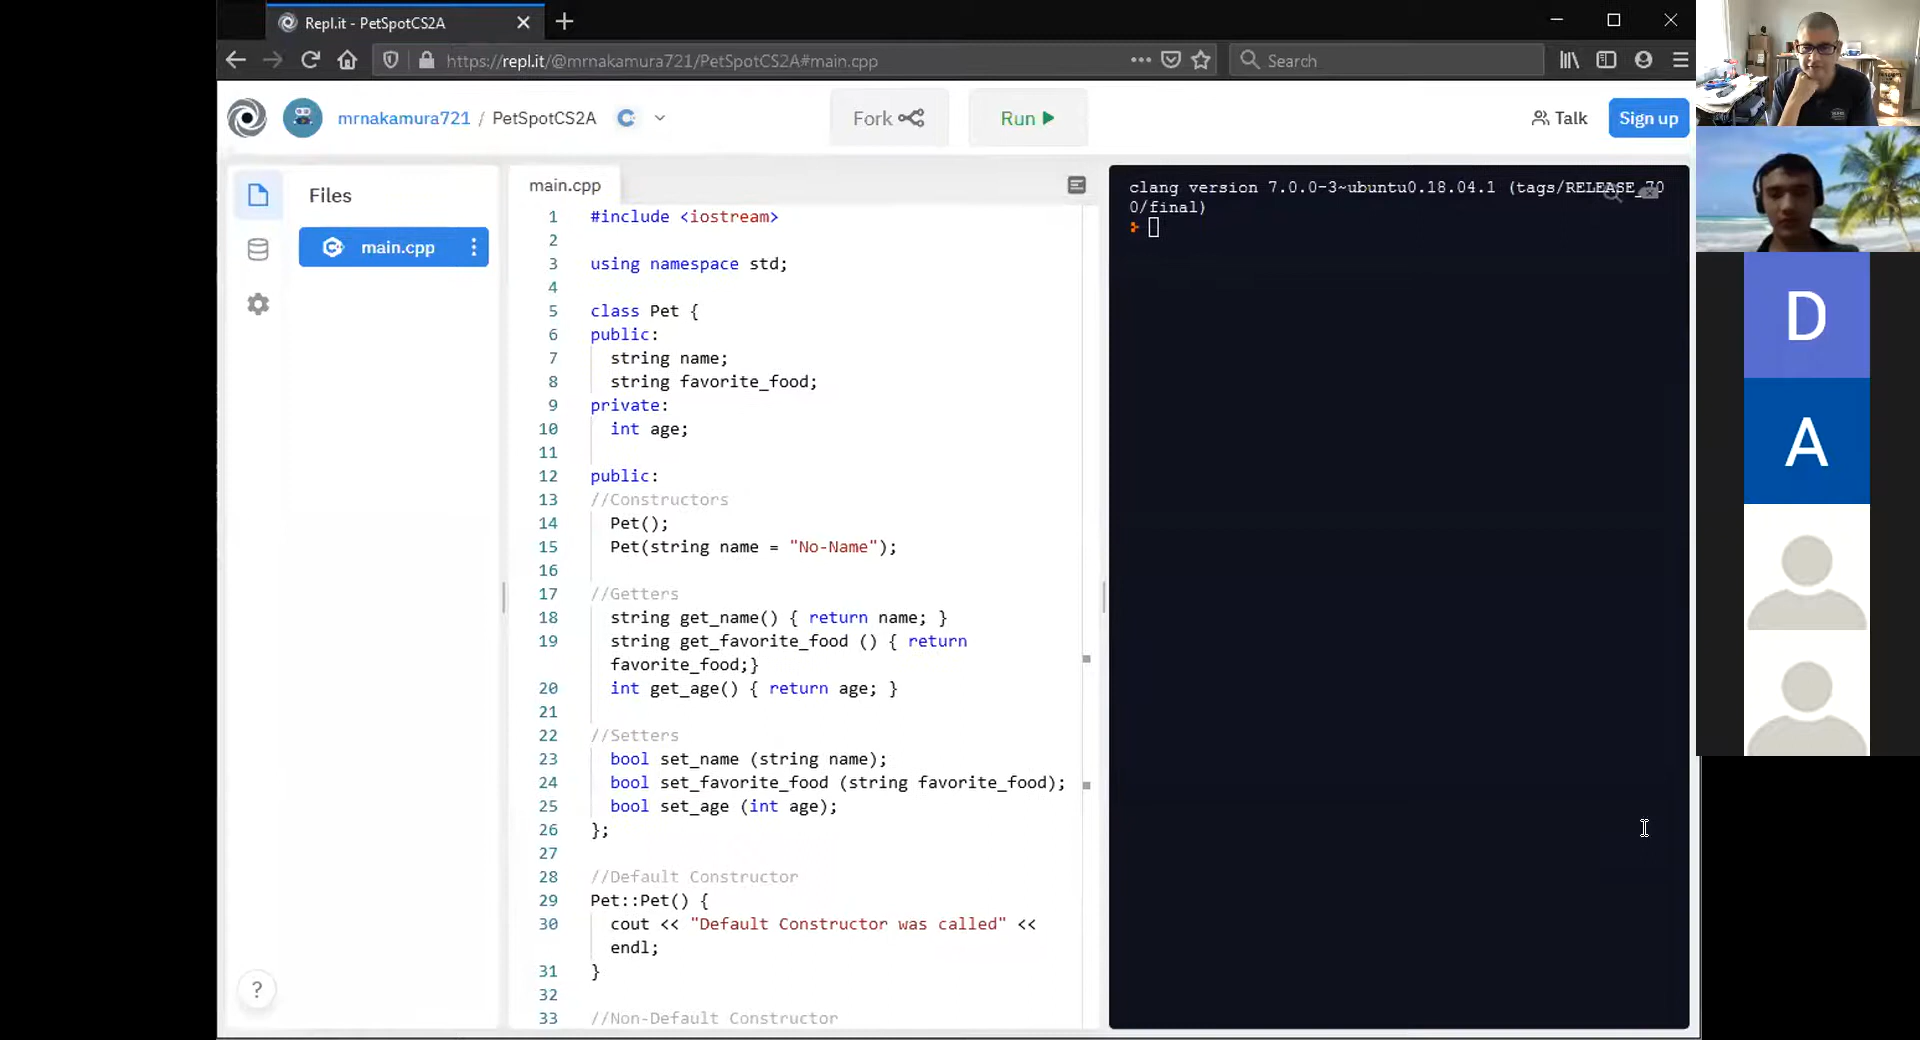 Repl.it - PetSpotCS2A
https://repl.it/@mrnakamura721/PetSpotCS2A#main.cpp
Search
mrnakamura721 / PetSpotCS2A
Fork
Run
Talk
Sign up
Files
main.cpp
main.cpp
1 #include <iostream>
2
3 using namespace std;
4
5 class Pet {
6 public:
7 string name;
8 string favorite_food;
9 private:
10 int age;
11
12 public:
13 //Constructors
14 Pet();
15 Pet(string name = "No-Name");
16
17 //Getters
18 string get_name() { return name; }
19 string get_favorite_food () { return
favorite_food;}
20 int get_age() { return age; }
21
22 //Setters
23 bool set_name (string name);
24 bool set_favorite_food (string favorite_food);
25 bool set_age (int age);
26 };
27
28 //Default Constructor
29 Pet::Pet() {
30 cout << "Default Constructor was called" <<
endl;
31 }
32
33 //Non-Default Constructor
?
clang version 7.0.0-3~ubuntu0.18.04.1 (tags/RELEASE_70
0/final)
D
A